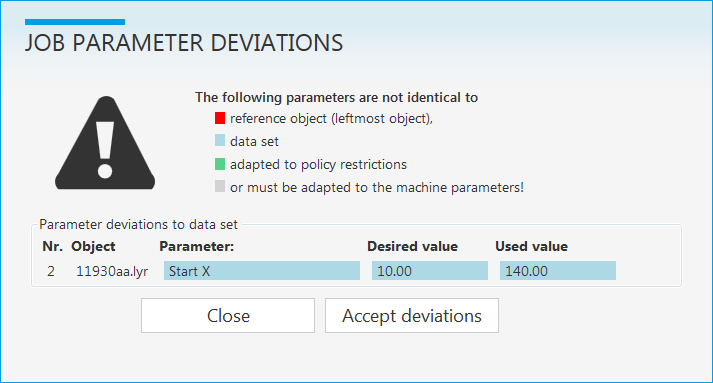 JOB PARAMETER DEVIATIONS
The following parameters are not identical to
reference object (leftmost object),
data set
adapted to policy restrictions
or must be adapted to the machine parameters!
Parameter deviations to data set
Nr. Object Parameter: Desired value Used value
2 11930aa.lyr Start X 10.00 140.00
Close Accept deviations